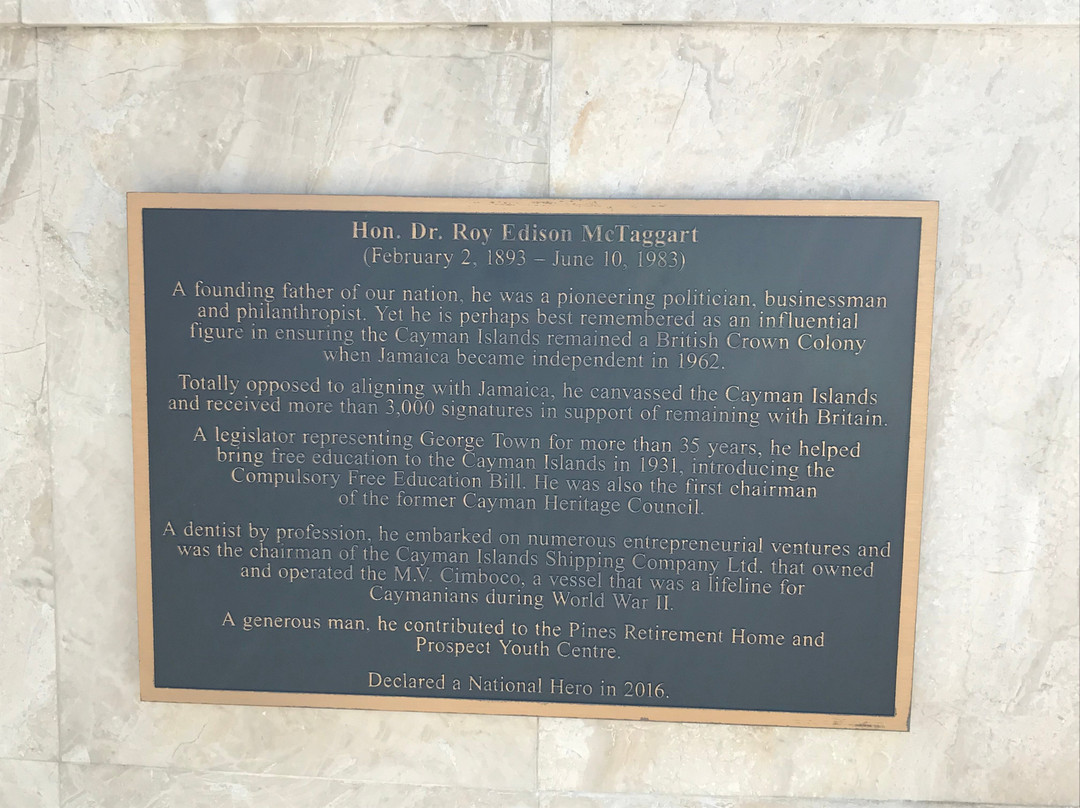 Hon. Dr. Roy Edison McTaggart
(February 2, 1893 – June 10, 1983)
A founding father of our nation, he was a pioneering politician, businessman
and philanthropist. Yet he is perhaps best remembered as an influential
figure in ensuring the Cayman Islands remained a British Crown Colony
when Jamaica became independent in 1962.
Totally opposed to aligning with Jamaica, he canvassed the Cayman Islands
and received more than 3,000 signatures in support of remaining with Britain.
A legislator representing George Town for more than 35 years, he helped
bring free education to the Cayman Islands in 1931, introducing the
Compulsory Free Education Bill. He was also the first chairman
of the former Cayman Heritage Council.
A dentist by profession, he embarked on numerous entrepreneurial ventures and
was the chairman of the Cayman Islands Shipping Company Ltd. that owned
and operated the M.V. Cimboco, a vessel that was a lifeline for
Caymanians during World War II.
A generous man, he contributed to the Pines Retirement Home and
Prospect Youth Centre.
Declared a National Hero in 2016.